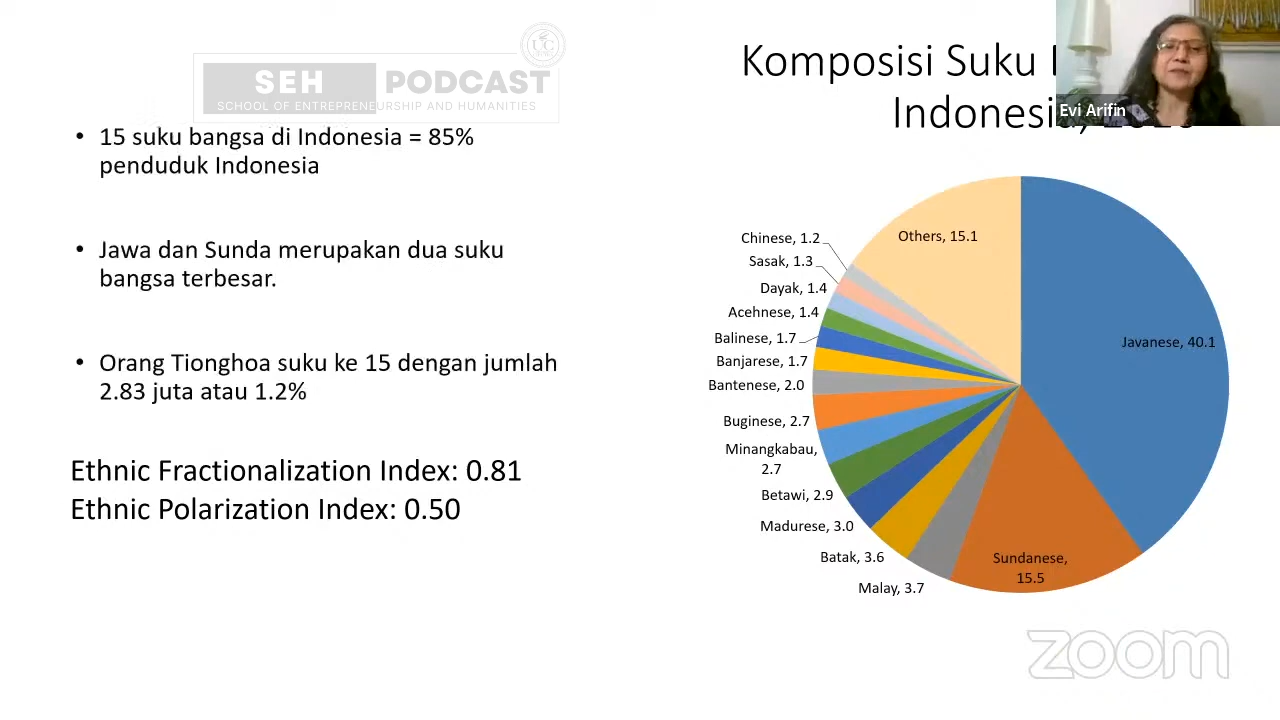 UC
SEH PODCAST
SCHOOL OF ENTREPRENEURSHIP AND HUMANITIES
• 15 suku bangsa di Indonesia = 85%
penduduk Indonesia
• Jawa dan Sunda merupakan dua suku
bangsa terbesar.
• Orang Tionghoa suku ke 15 dengan jumlah
2.83 juta atau 1.2%
Ethnic Fractionalization Index: 0.81
Ethnic Polarization Index: 0.50
Komposisi Suku
Indonesia,
Evi Arifin
Others, 15.1
Chinese, 1.2
Sasak, 1.3
Dayak, 1.4
Acehnese, 1.4
Balinese, 1.7
Banjarese, 1.7
Bantenese, 2.0
Buginese, 2.7
Minangkabau,
2.7
Betawi, 2.9
Madurese, 3.0
Batak, 3.6
Malay, 3.7
Sundanese,
15.5
Javanese, 40.1
zoom